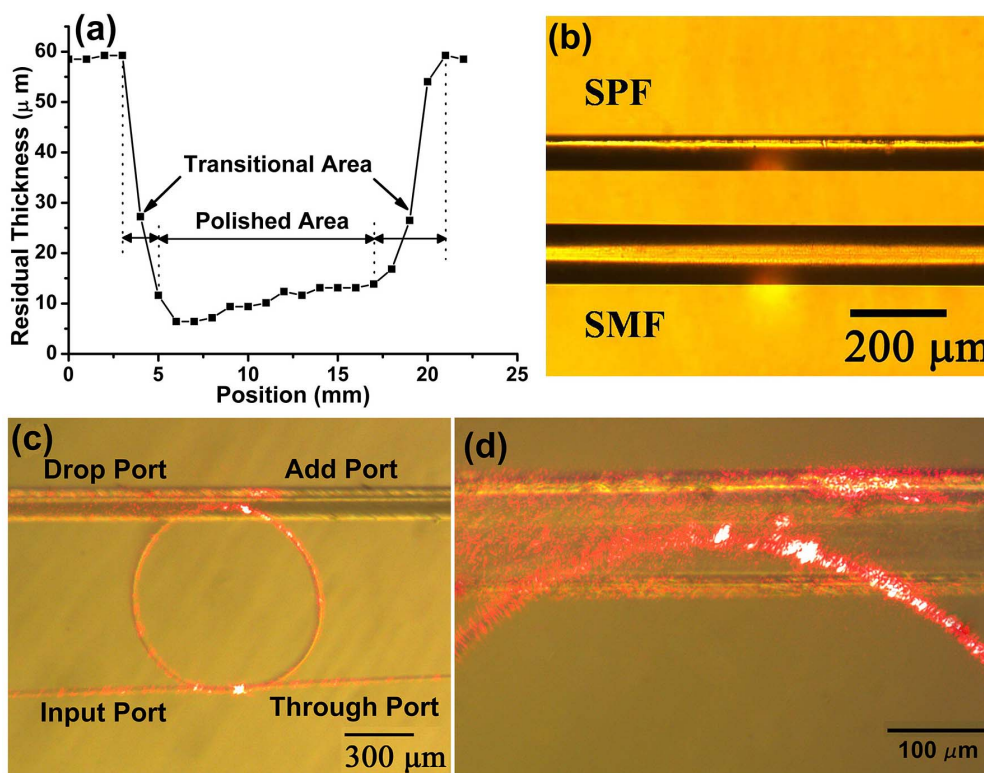 (a)
Residual Thickness (μ m)
60
50
40
30
20
10
0
Transitional Area
Polished Area
0 5 10 15 20 25
Position (mm)
(b)
SPF
SMF
200 μm
(c)
Drop Port Add Port
Input Port Through Port
300 μm
(d)
100 μm